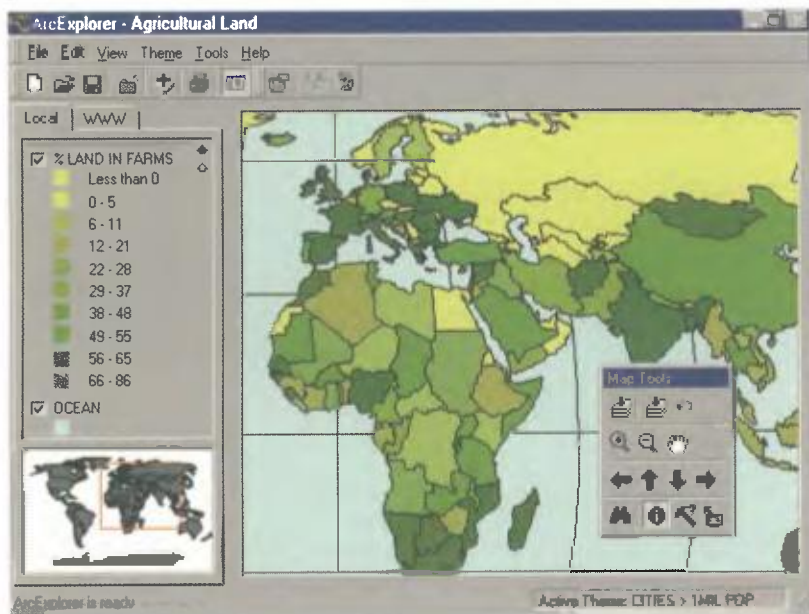 ArcExplorer - Agricultural Land
File Edit View Theme Tools Help
Local WWW
% LAND IN FARMS
Less than 0
0 - 5
6 - 11
12 - 21
22 - 28
29 - 37
38 - 48
49 - 55
56 - 65
66 - 86
OCEAN
Map Tools
ArcExplorer is ready
Active Theme: CITIES > 1MIL POP